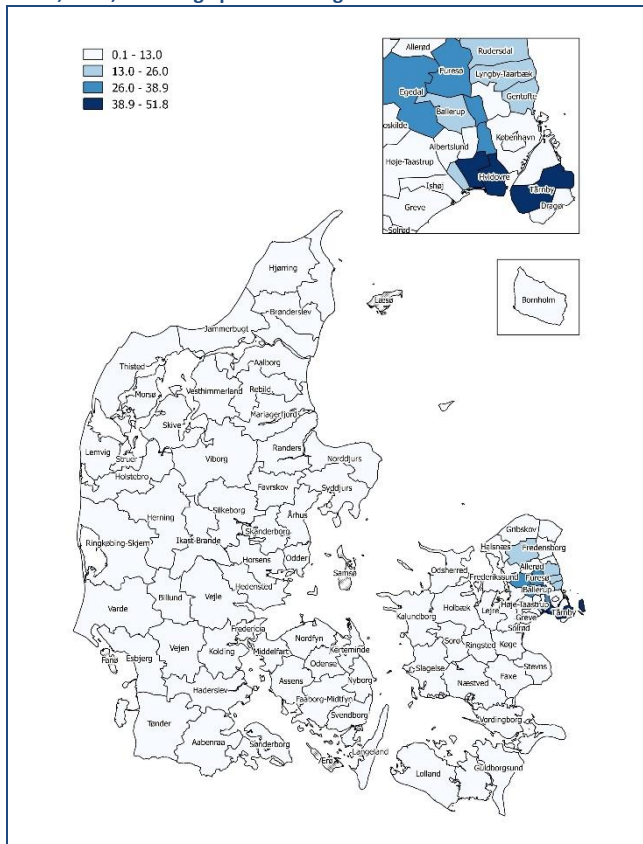 0.1 - 13.0
13.0 - 26.0
26.0 - 38.9
38.9 - 51.8
Allerød
Rudersdal
Furesø
Lyngby-Taarbæk
Egedal
Gentofte
Ballerup
oskilde
København
Albertslund
Høje-Taastrup
Hvidovre
Ishøj
Tårnby
Greve
Dragør
Solrød
Hjørring
Læsø
Bornholm
Brønderslev
Jammerbugt
Thisted
Aalborg
Vesthimmerland
Rebild
Morsø
Mariagerfjord
Skive
Lemvig
Struer
Randers
Norddjurs
Viborg
Holstebro
Favrskov
Syddjurs
Silkeborg
Herning
Århus
Gribskov
Skanderborg
Ringkøbing-Skjern
Ikast-Brande
Halsnæs
Fredensborg
Odder
Allerød
Horsens
Odsherred
Samsø
Frederikssund
Furesø
Hedensted
Ballerup
Billund
Vejle
Holbæk
Høje-Taastrup
Varde
Lejre
Tårnby
Kalundborg
Greve
Solrød
Fredericia
Nordfyn
Sorø
Ringsted
Køge
Vejen
Kolding
Middelfart
Kerteminde
Fanø
Esbjerg
Odense
Slagelse
Stevns
Assens
Nyborg
Faxe
Haderslev
Næstved
Faaborg-Midtfyn
Svendborg
Tønder
Vordingborg
Aabenraa
Sønderborg
Langeland
Ærø
Lolland
Guldborgsund